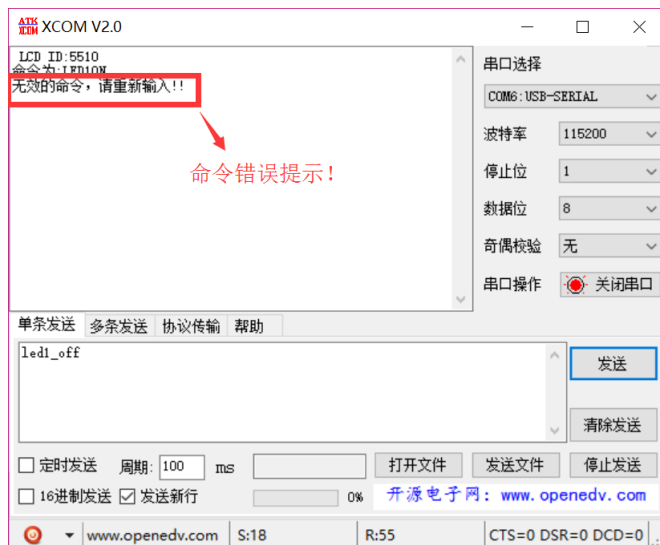 ATK
XCOM XCOM V2.0
LCD ID:5510
命令为:LED1ON
无效的命令，请重新输入!!
命令错误提示！
串口选择
COM6:USB-SERIAL
波特率 115200
停止位 1
数据位 8
奇偶校验 无
串口操作 关闭串口
单条发送 多条发送 协议传输 帮助
led1_off
发送
清除发送
定时发送 周期: 100 ms 打开文件 发送文件 停止发送
16进制发送 发送新行 0% 开源电子网: www.openedv.com
www.openedv.com S:18 R:55 CTS=0 DSR=0 DCD=0